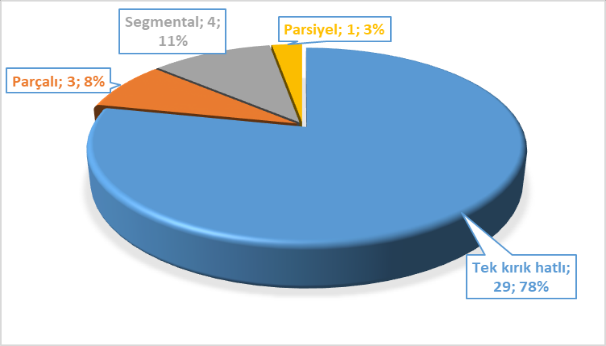 Segmental; 4;
11%
Parsiyel; 1; 3%
Parçalı; 3; 8%
Tek kırık hatlı;
29; 78%